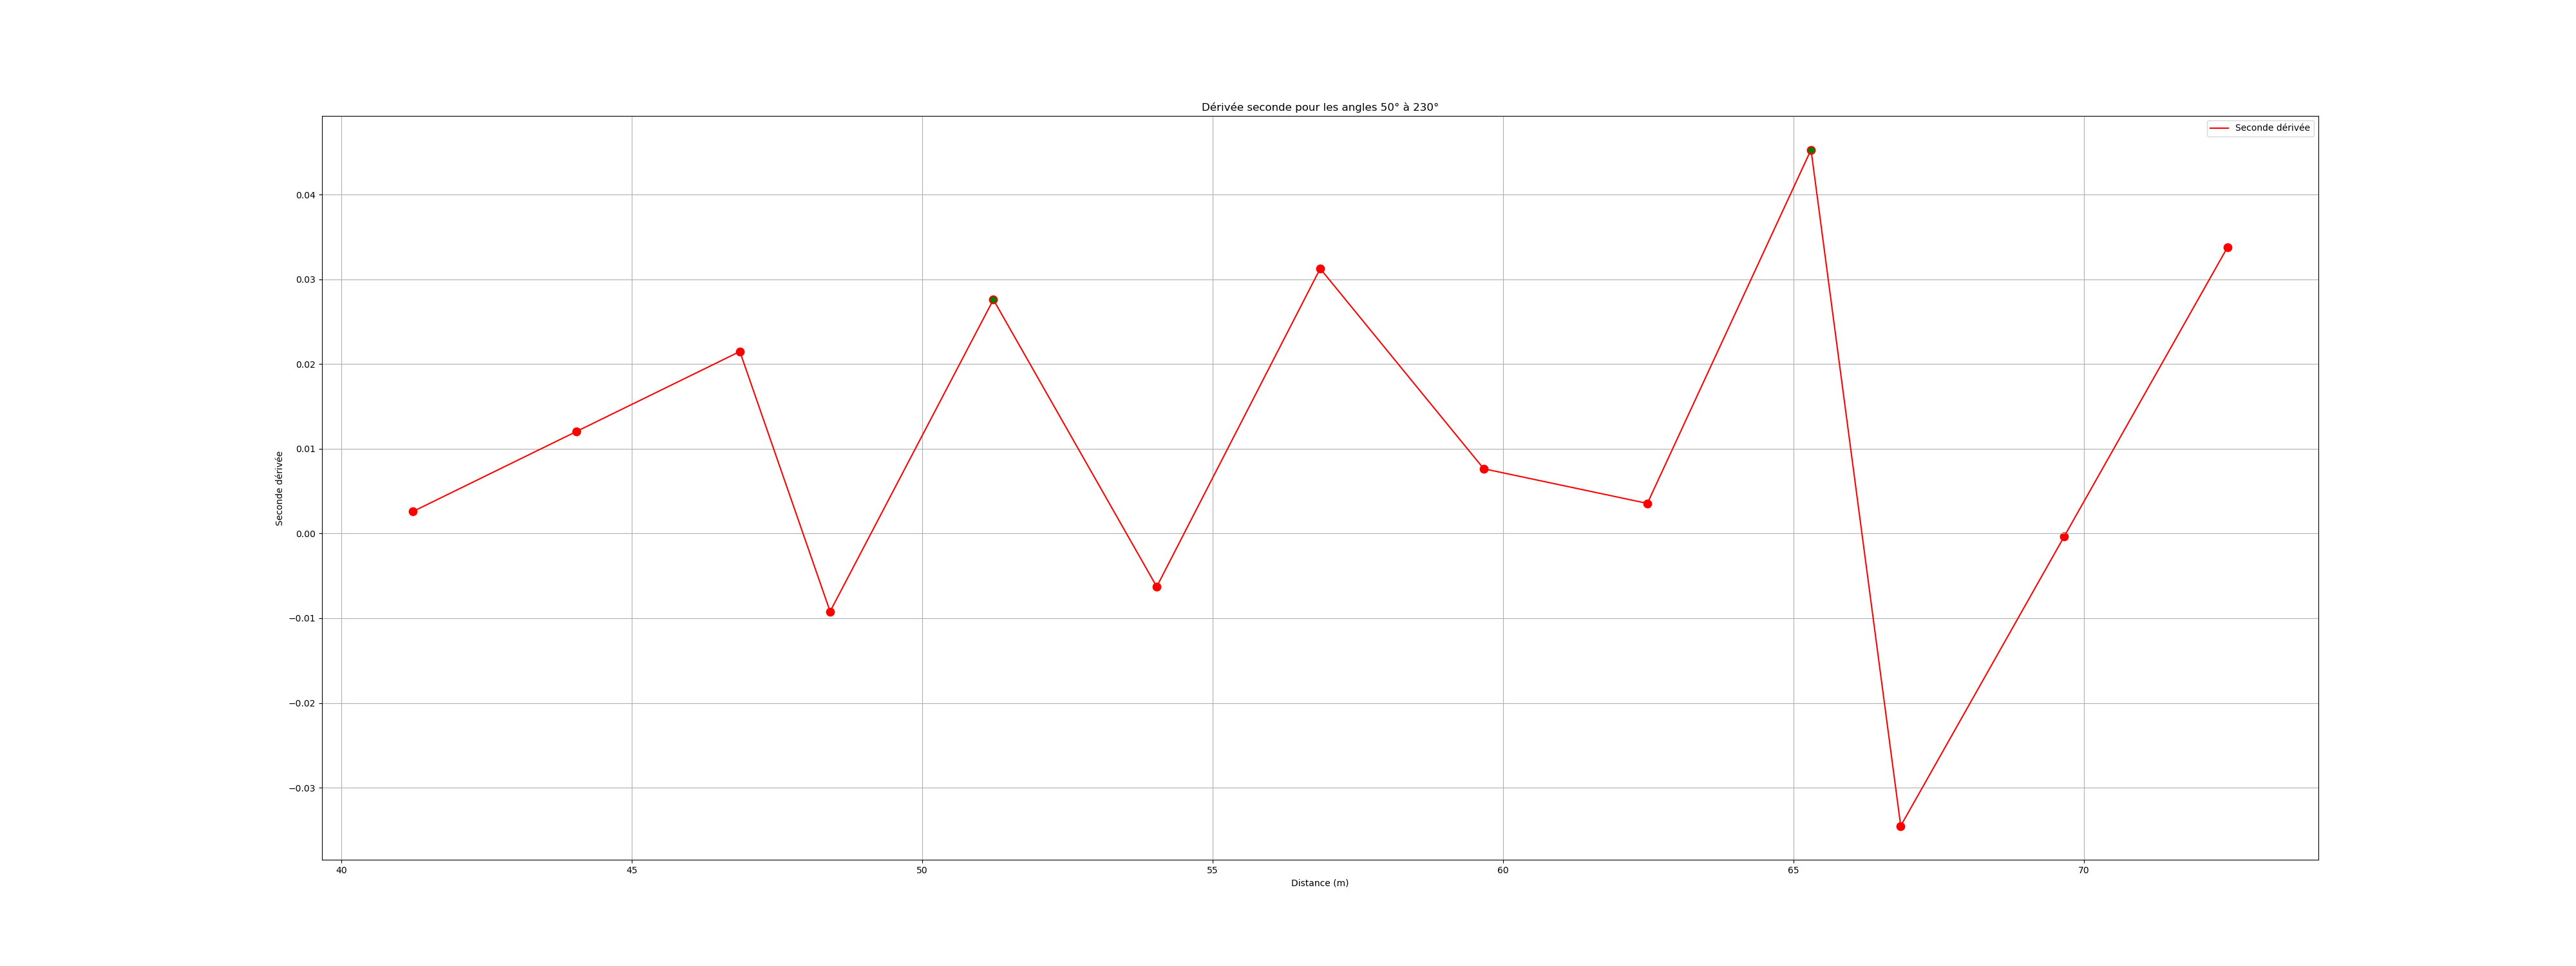 Dérivée seconde pour les angles 50° à 230°
Seconde dérivée
0.04
0.03
0.02
0.01
0.00
−0.01
−0.02
−0.03
Seconde dérivée
40 45 50 55 60 65 70
Distance (m)